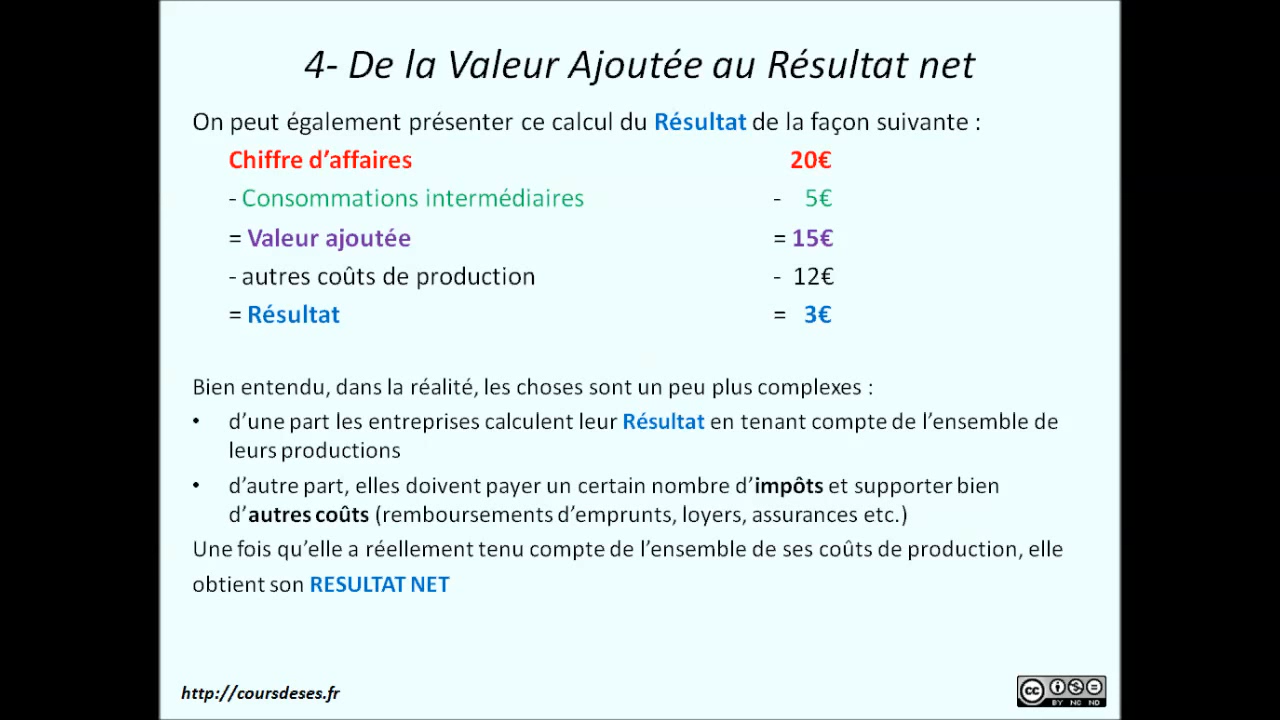 4- De la Valeur Ajoutée au Résultat net
On peut également présenter ce calcul du Résultat de la façon suivante :
Chiffre d’affaires 20€
- Consommations intermédiaires - 5€
= Valeur ajoutée = 15€
- autres coûts de production - 12€
= Résultat = 3€
Bien entendu, dans la réalité, les choses sont un peu plus complexes :
• d’une part les entreprises calculent leur Résultat en tenant compte de l’ensemble de
leurs productions
• d’autre part, elles doivent payer un certain nombre d’impôts et supporter bien
d’autres coûts (remboursements d’emprunts, loyers, assurances etc.)
Une fois qu’elle a réellement tenu compte de l’ensemble de ses coûts de production, elle
obtient son RESULTAT NET
http://coursdeses.fr
cc
BY NC ND